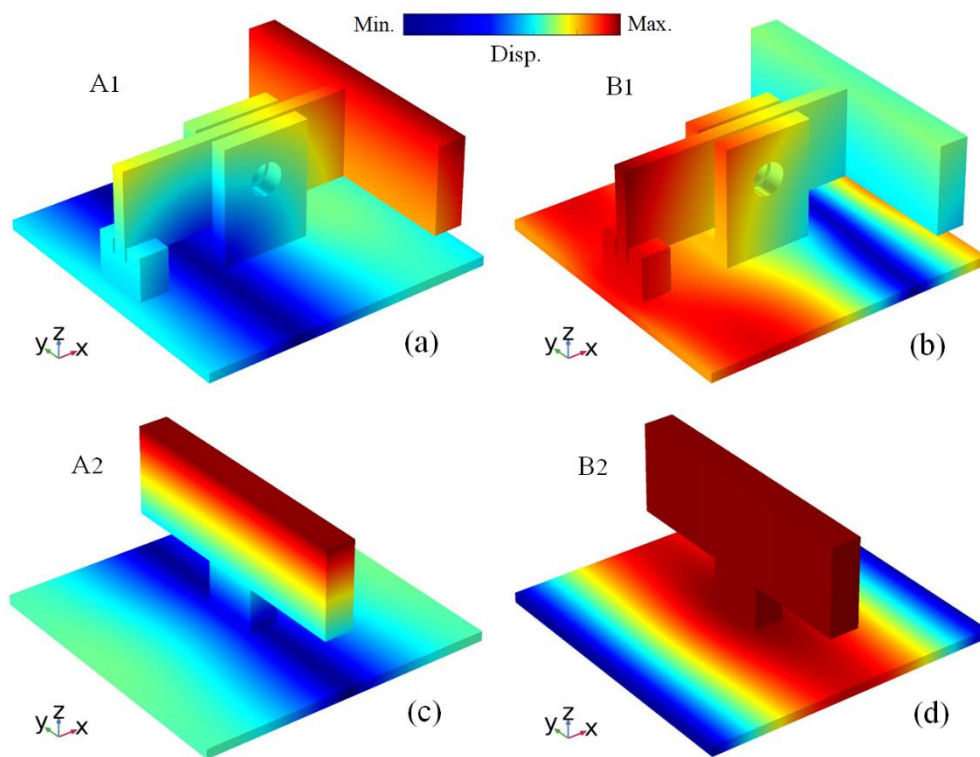 Min. Max.
Disp.
A1
B1
z
y x
(a)
z
y x
(b)
A2
B2
z
y x
(c)
z
y x
(d)